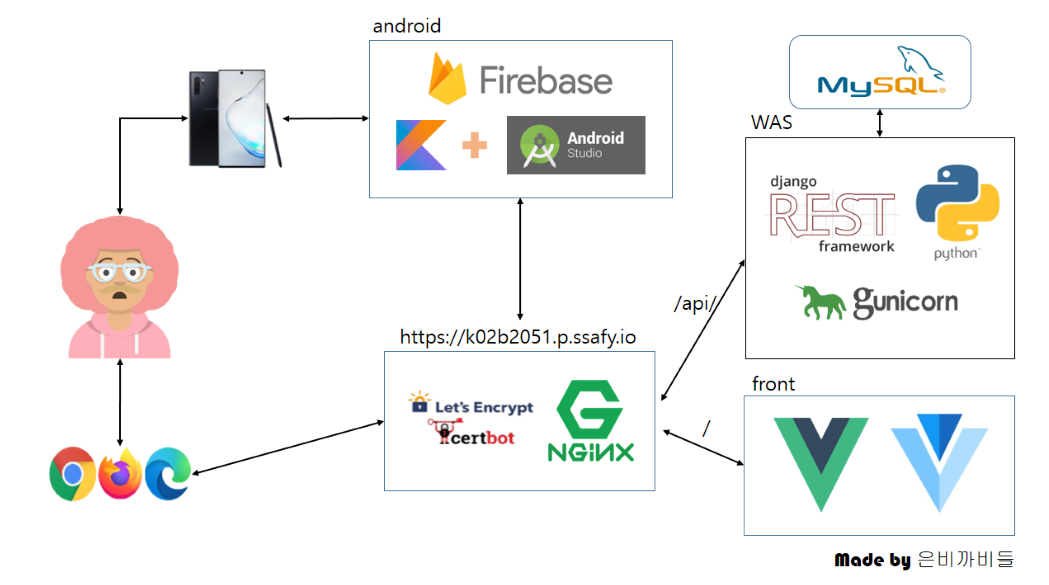 android
Firebase
Android
Studio
MySQL
WAS
django
REST
framework
python
gunicorn
/api/
https://k02b2051.p.ssafy.io
Let's Encrypt
certbot
NGiNX
front
/
Made by 은비까비들